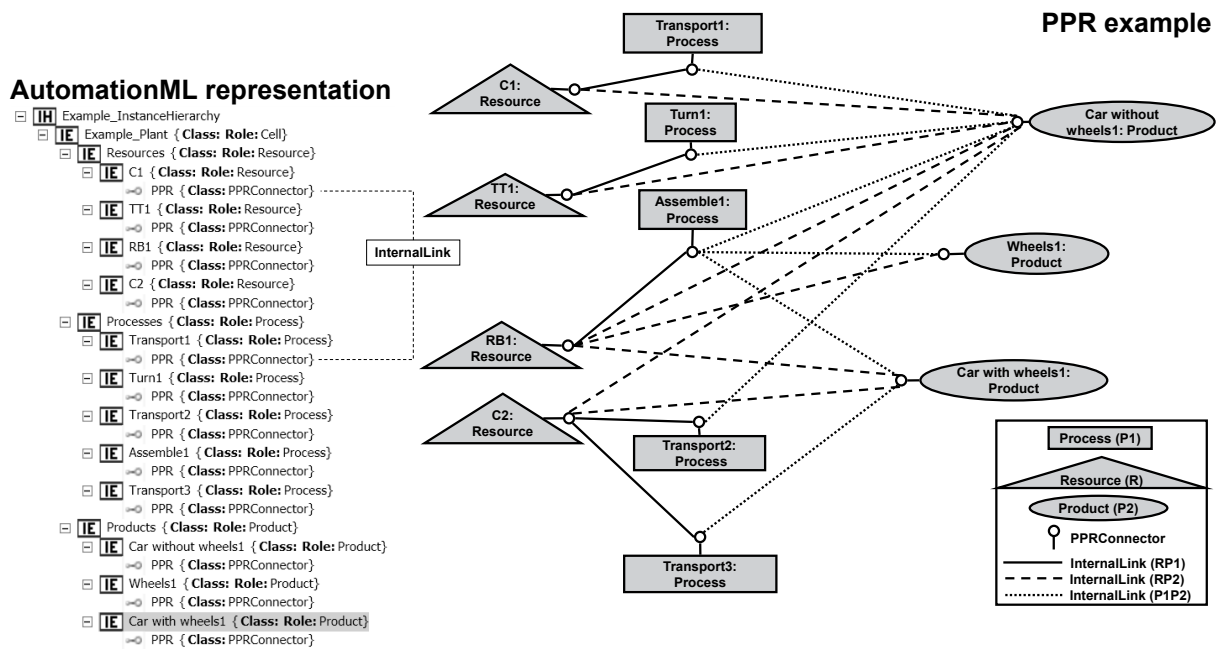 PPR example
AutomationML representation
IH Example_InstanceHierarchy
IE Example_Plant { Class: Role: Cell}
IE Resources { Class: Role: Resource}
IE C1 { Class: Role: Resource}
PPR { Class: PPRConnector}
IE TT1 { Class: Role: Resource}
PPR { Class: PPRConnector}
IE RB1 { Class: Role: Resource}
PPR { Class: PPRConnector}
IE C2 { Class: Role: Resource}
PPR { Class: PPRConnector}
IE Processes { Class: Role: Process}
IE Transport1 { Class: Role: Process}
PPR { Class: PPRConnector}
IE Turn1 { Class: Role: Process}
PPR { Class: PPRConnector}
IE Transport2 { Class: Role: Process}
PPR { Class: PPRConnector}
IE Assemble1 { Class: Role: Process}
PPR { Class: PPRConnector}
IE Transport3 { Class: Role: Process}
PPR { Class: PPRConnector}
IE Products { Class: Role: Product}
IE Car without wheels1 { Class: Role: Product}
PPR { Class: PPRConnector}
IE Wheels1 { Class: Role: Product}
PPR { Class: PPRConnector}
IE Car with wheels1 { Class: Role: Product}
PPR { Class: PPRConnector}
InternalLink
Transport1:
Process
C1:
Resource
Turn1:
Process
Car without
wheels1: Product
TT1:
Resource
Assemble1:
Process
Wheels1:
Product
RB1:
Resource
Car with wheels1:
Product
C2:
Resource
Transport2:
Process
Transport3:
Process
Process (P1)
Resource (R)
Product (P2)
PPRConnector
InternalLink (RP1)
InternalLink (RP2)
InternalLink (P1P2)